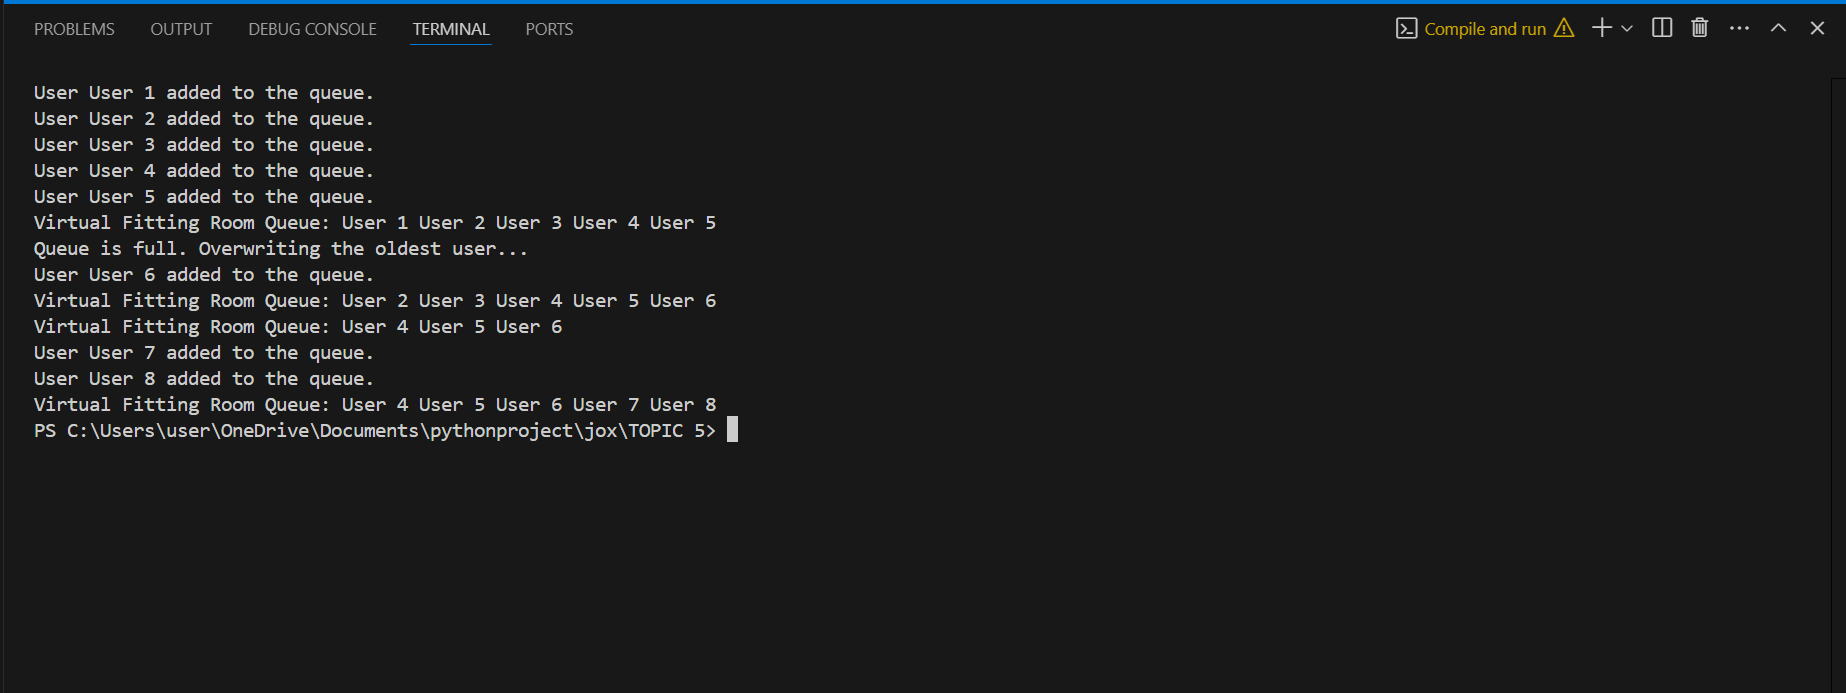 PROBLEMS OUTPUT DEBUG CONSOLE TERMINAL PORTS Compile and run
User User 1 added to the queue.
User User 2 added to the queue.
User User 3 added to the queue.
User User 4 added to the queue.
User User 5 added to the queue.
Virtual Fitting Room Queue: User 1 User 2 User 3 User 4 User 5
Queue is full. Overwriting the oldest user...
User User 6 added to the queue.
Virtual Fitting Room Queue: User 2 User 3 User 4 User 5 User 6
Virtual Fitting Room Queue: User 4 User 5 User 6
User User 7 added to the queue.
User User 8 added to the queue.
Virtual Fitting Room Queue: User 4 User 5 User 6 User 7 User 8
PS C:\Users\user\OneDrive\Documents\pythonproject\jox\TOPIC 5>